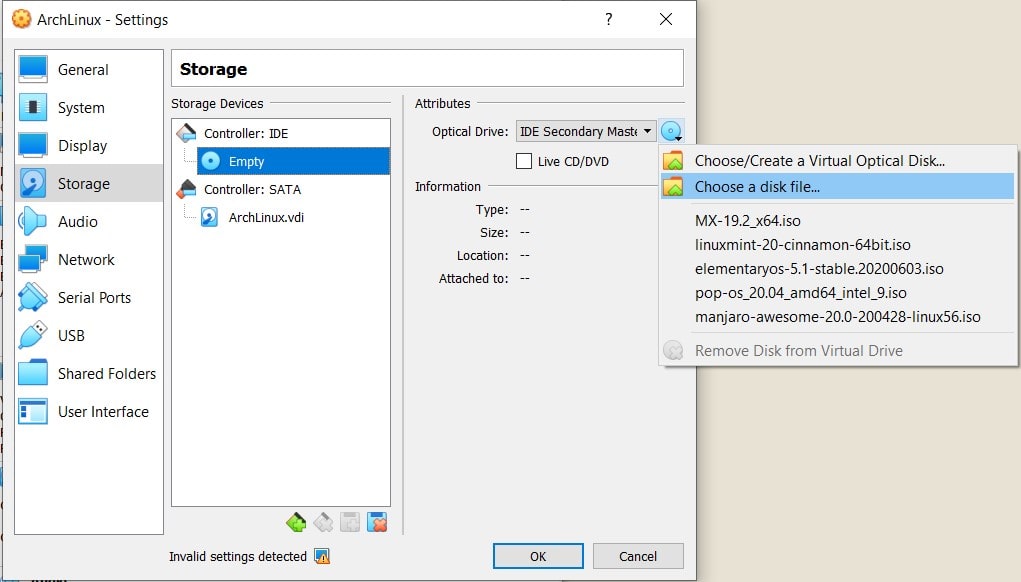 ArchLinux - Settings
?
General
System
Display
Storage
Audio
Network
Serial Ports
USB
Shared Folders
User Interface
Storage
Storage Devices
Controller: IDE
Empty
Controller: SATA
ArchLinux.vdi
Attributes
Optical Drive: IDE Secondary Maste
Live CD/DVD
Information
Type: --
Size: --
Location: --
Attached to: --
Choose/Create a Virtual Optical Disk...
Choose a disk file...
MX-19.2_x64.iso
linuxmint-20-cinnamon-64bit.iso
elementaryos-5.1-stable.20200603.iso
pop-os_20.04_amd64_intel_9.iso
manjaro-awesome-20.0-200428-linux56.iso
Remove Disk from Virtual Drive
Invalid settings detected
OK
Cancel